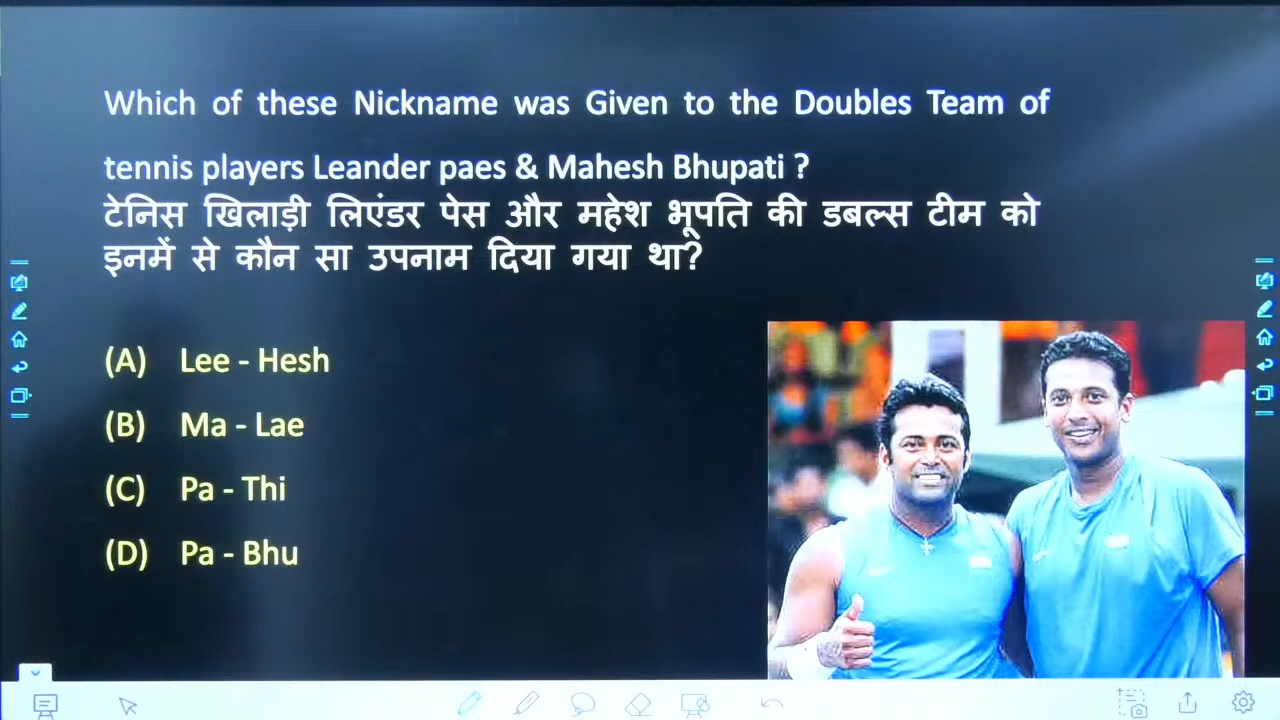 Which of these Nickname was Given to the Doubles Team of
tennis players Leander paes & Mahesh Bhupati ?
टेनिस खिलाड़ी लिएंडर पेस और महेश भूपति की डबल्स टीम को
इनमें से कौन सा उपनाम दिया गया था?
(A) Lee - Hesh
(B) Ma - Lae
(C) Pa - Thi
(D) Pa - Bhu